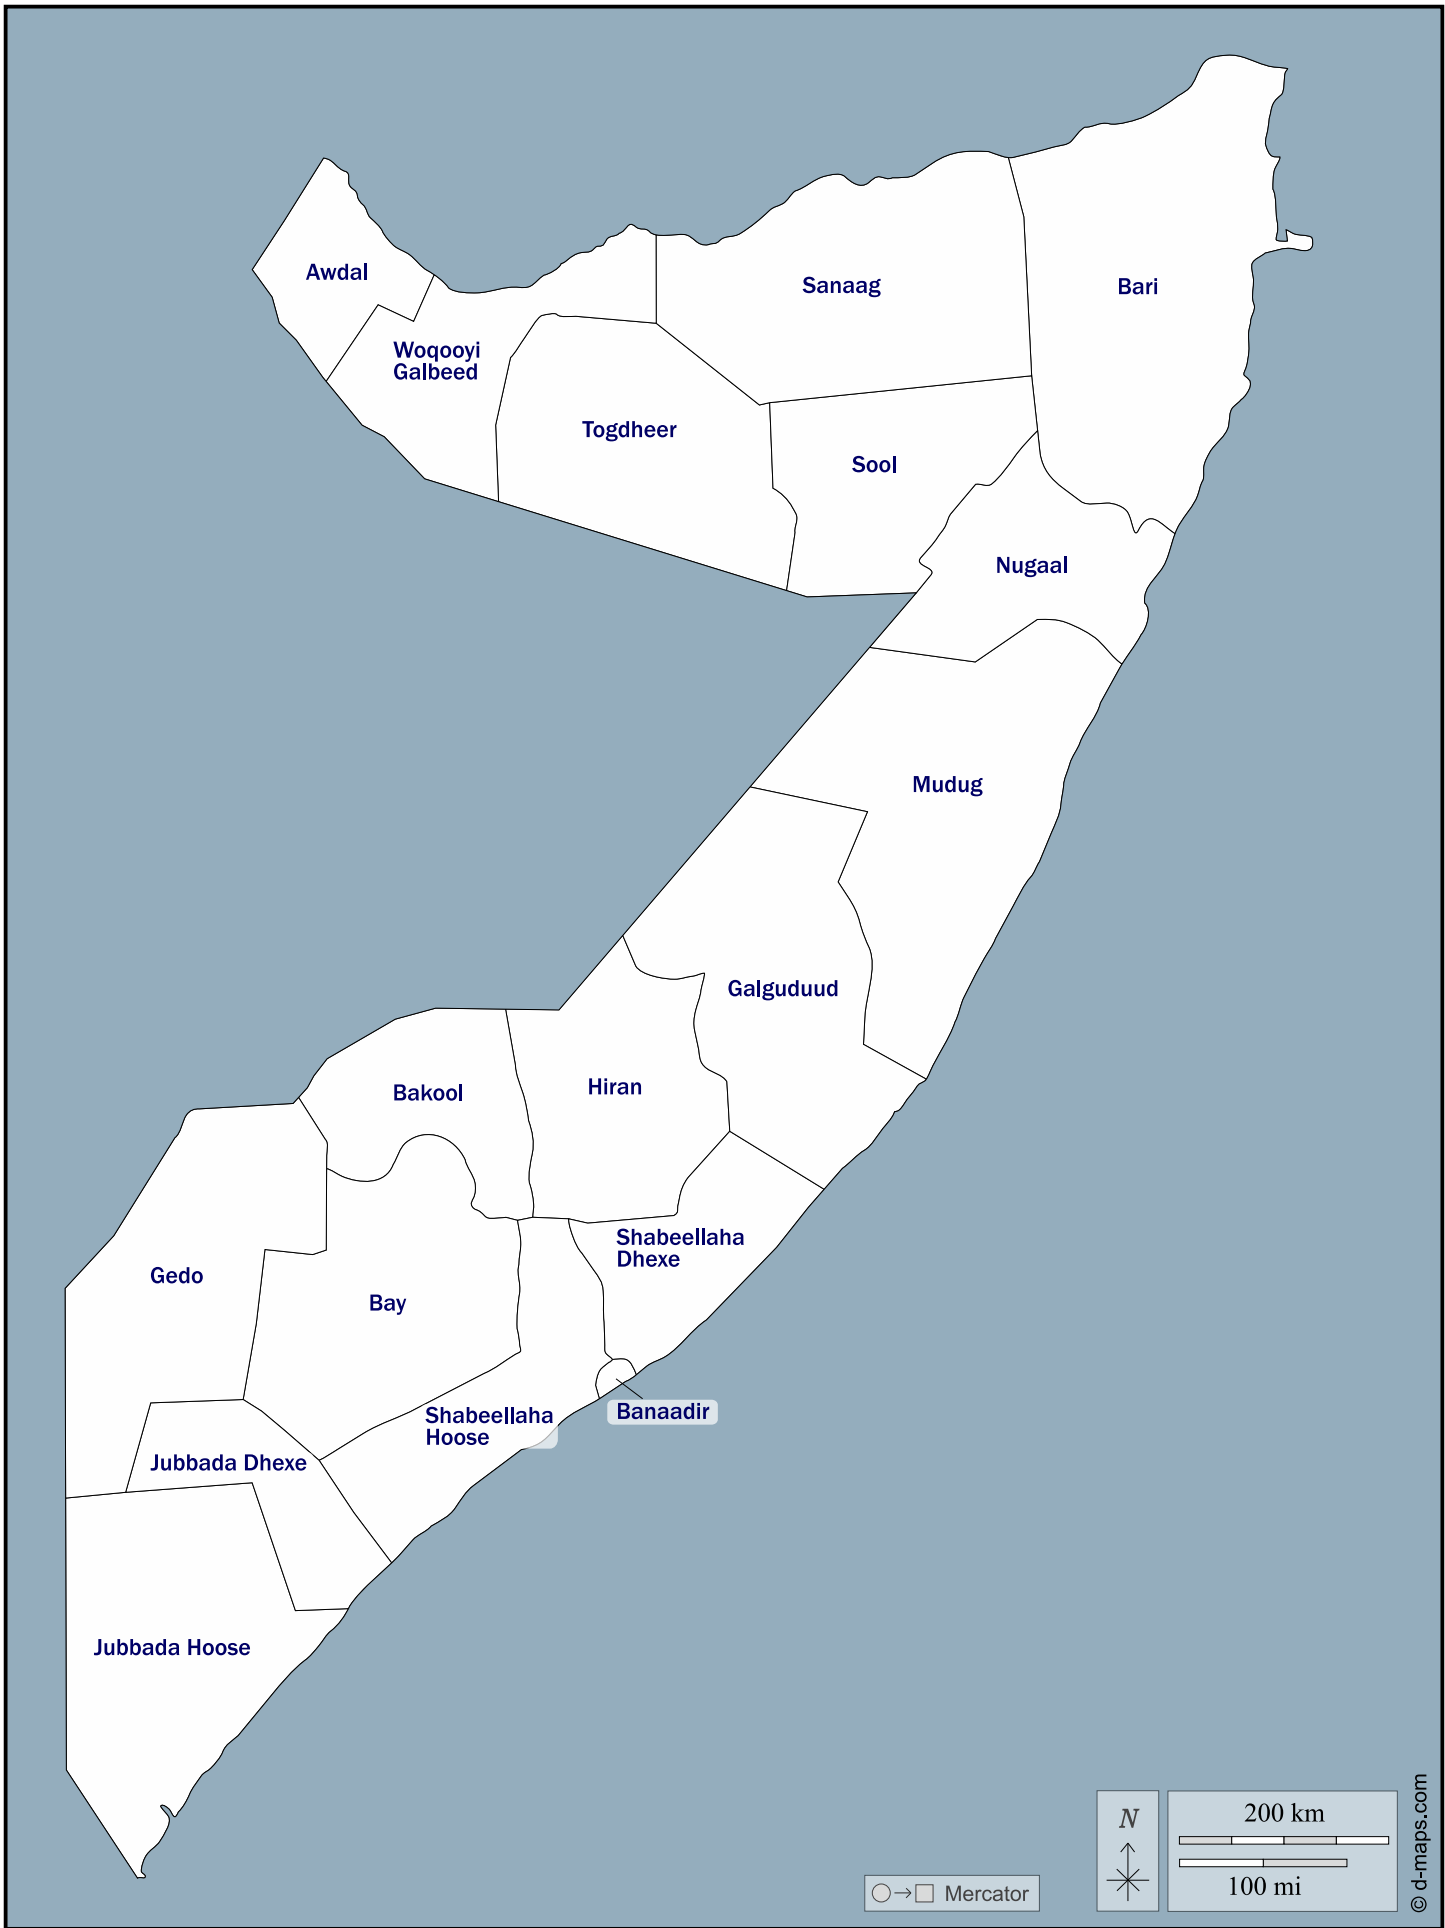 Awdal
Woqooyi
Galbeed
Togdheer
Sanaag
Bari
Sool
Nugaal
Mudug
Galguduud
Hiran
Bakool
Shabeellaha
Dhexe
Gedo
Bay
Banaadir
Shabeellaha
Hoose
Jubbada Dhexe
Jubbada Hoose
Mercator
N
200 km
100 mi
© d-maps.com